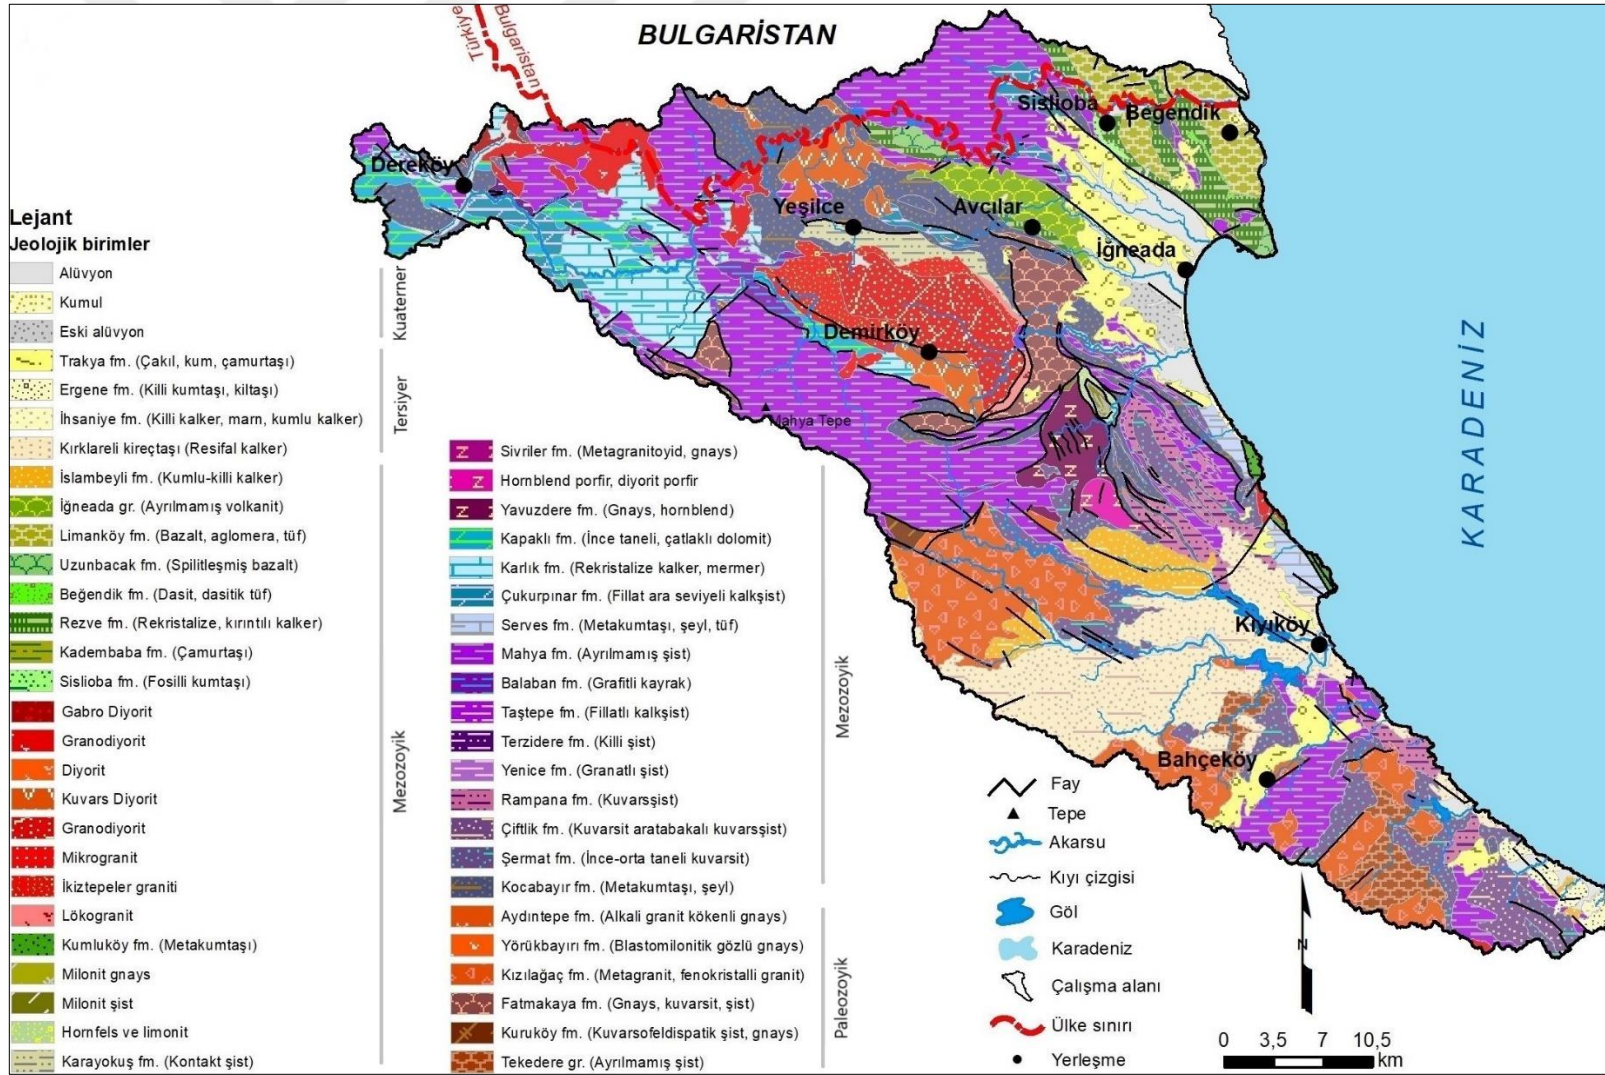 BULGARİSTAN
Türkiye
Bulgaristan
Sislioba
Beğendik
Dereköy
Yeşilce
Avcılar
İğneada
Demirköy
Mahya Tepe
Kıyıköy
Bahçeköy
KARADENİZ
Lejant
Jeolojik birimler
Alüvyon
Kumul
Eski alüvyon
Kuaterner
Trakya fm. (Çakıl, kum, çamurtaşı)
Ergene fm. (Killi kumtaşı, kiltaşı)
İhsaniye fm. (Killi kalker, marn, kumlu kalker)
Kırklareli kireçtaşı (Resifal kalker)
Tersiyer
İslambeyli fm. (Kumlu-killi kalker)
İğneada gr. (Ayrılmamış volkanit)
Limanköy fm. (Bazalt, aglomera, tüf)
Uzunbacak fm. (Spilitleşmiş bazalt)
Beğendik fm. (Dasit, dasitik tüf)
Rezve fm. (Rekristalize, kırıntılı kalker)
Kadembaba fm. (Çamurtaşı)
Sislioba fm. (Fosilli kumtaşı)
Gabro Diyorit
Granodiyorit
Diyorit
Kuvars Diyorit
Granodiyorit
Mikrogranit
İkiztepeler graniti
Lökogranit
Kumluköy fm. (Metakumtaşı)
Milonit gnays
Milonit şist
Hornfels ve limonit
Karayokuş fm. (Kontakt şist)
Mezozoyik
Sivriler fm. (Metagranitoyid, gnays)
Hornblend porfir, diyorit porfir
Yavuzdere fm. (Gnays, hornblend)
Kapaklı fm. (İnce taneli, çatlaklı dolomit)
Karlık fm. (Rekristalize kalker, mermer)
Çukurpınar fm. (Fillat ara seviyeli kalkşist)
Serves fm. (Metakumtaşı, şeyl, tüf)
Mahya fm. (Ayrılmamış şist)
Balaban fm. (Grafitli kayrak)
Taştepe fm. (Fillatlı kalkşist)
Terzidere fm. (Killi şist)
Yenice fm. (Granatlı şist)
Rampana fm. (Kuvarsşist)
Çiftlik fm. (Kuvarsit aratabakalı kuvarsşist)
Şermat fm. (İnce-orta taneli kuvarsit)
Kocabayır fm. (Metakumtaşı, şeyl)
Mezozoyik
Aydıntepe fm. (Alkali granit kökenli gnays)
Yörükbayırı fm. (Blastomilonitik gözlü gnays)
Kızılağaç fm. (Metagranit, fenokristalli granit)
Fatmakaya fm. (Gnays, kuvarsit, şist)
Kuruköy fm. (Kuvarsofeldispatik şist, gnays)
Tekedere gr. (Ayrılmamış şist)
Paleozoyik
Fay
Tepe
Akarsu
Kıyı çizgisi
Göl
Karadeniz
Çalışma alanı
Ülke sınırı
Yerleşme
N
0 3,5 7 10,5
km